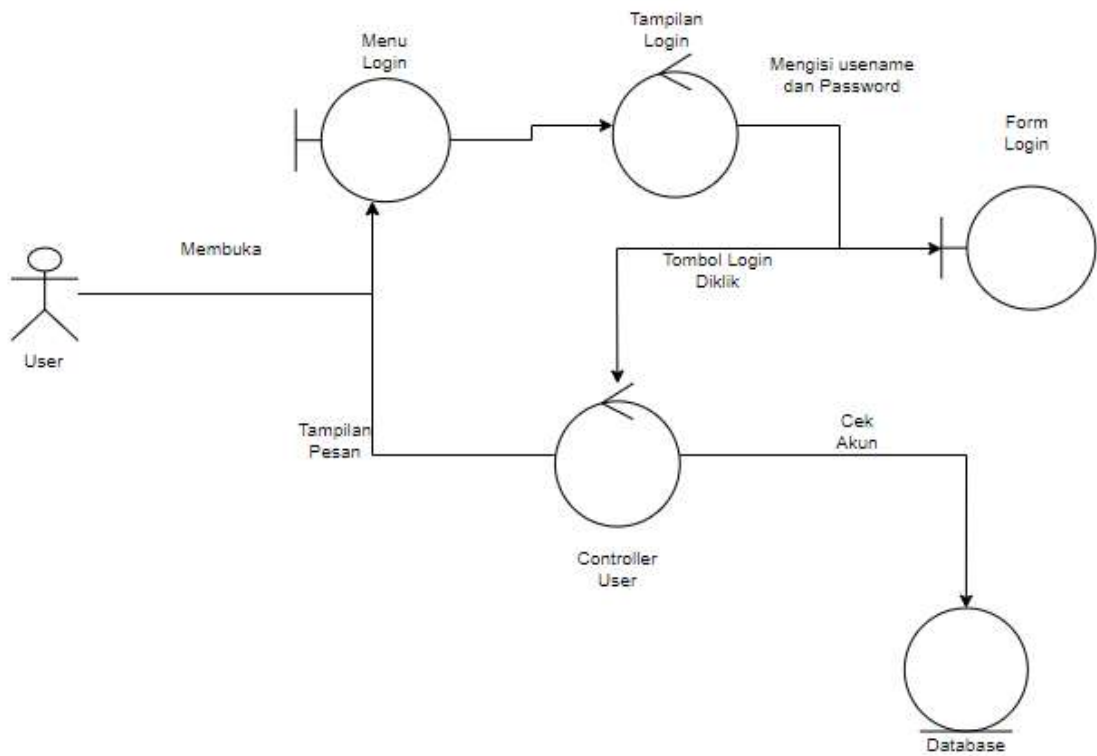 Menu
Login
Tampilan
Login
Mengisi usename
dan Password
Form
Login
Membuka
User
Tombol Login
Diklik
Tampilan
Pesan
Cek
Akun
Controller
User
Database